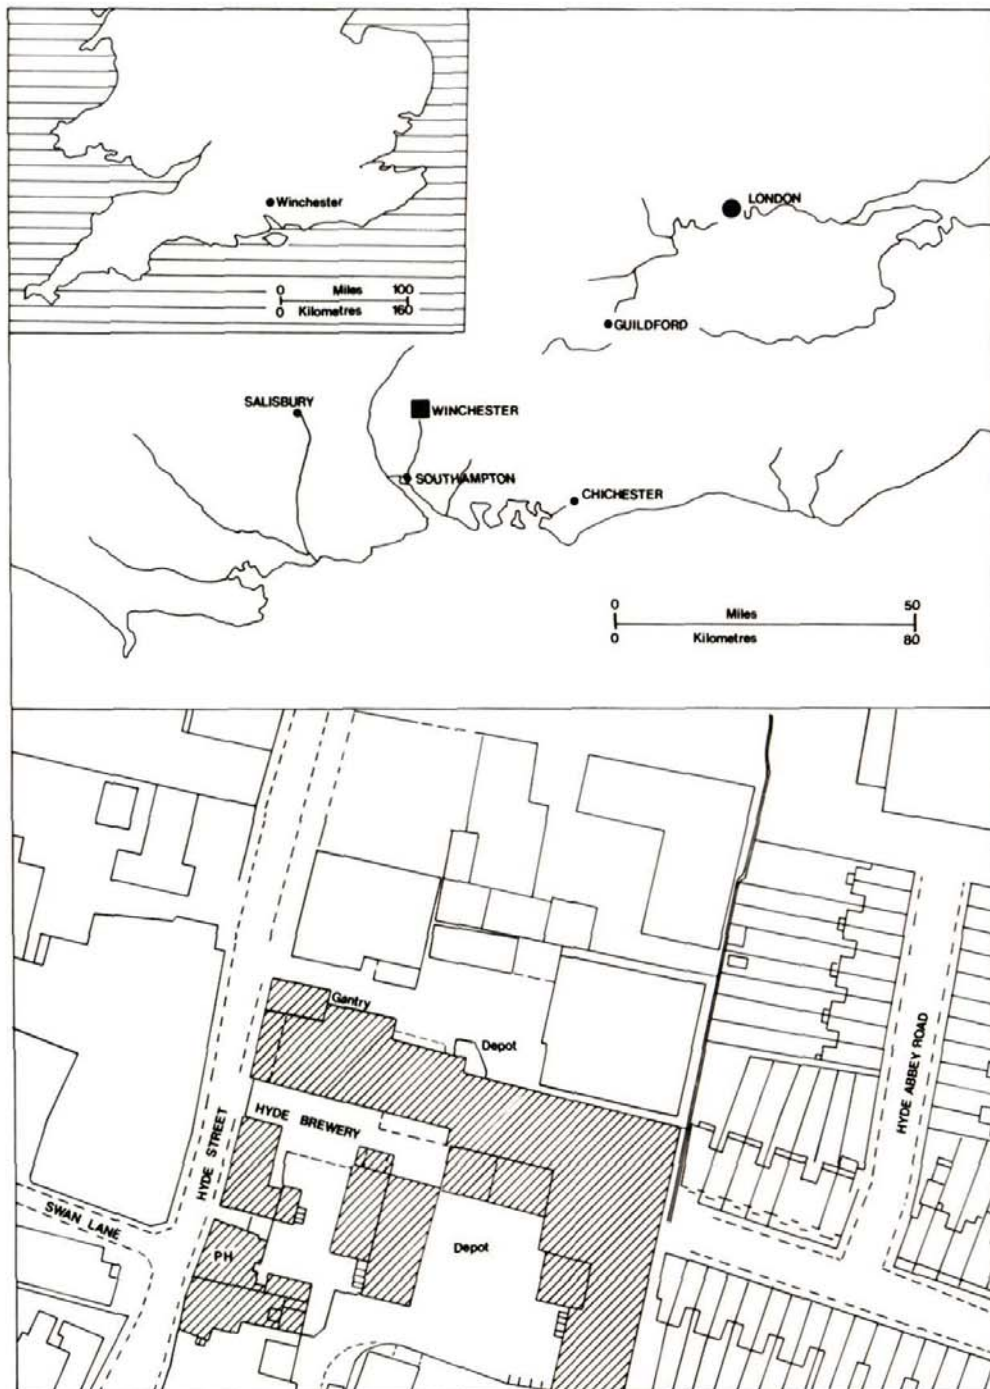 Winchester
0 Miles 100
0 Kilometres 160
LONDON
GUILDFORD
SALISBURY
WINCHESTER
SOUTHAMPTON
CHICHESTER
0 50
Miles
0 Kilometres 80
Gantry
Depot
HYDE BREWERY
HYDE STREET
HYDE ABBEY ROAD
SWAN LANE
PH
Depot